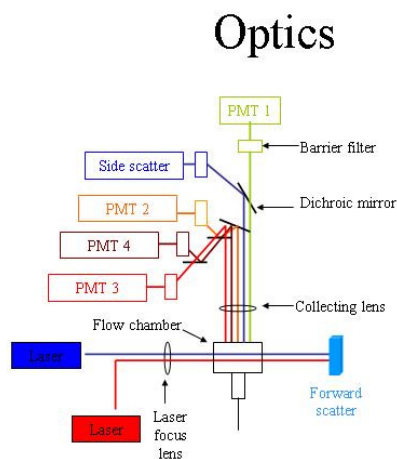 Optics
PMT 1
Barrier filter
Side scatter
Dichroic mirror
PMT 2
PMT 4
PMT 3
Collecting lens
Flow chamber
Laser
Forward
scatter
Laser
Laser
focus
lens